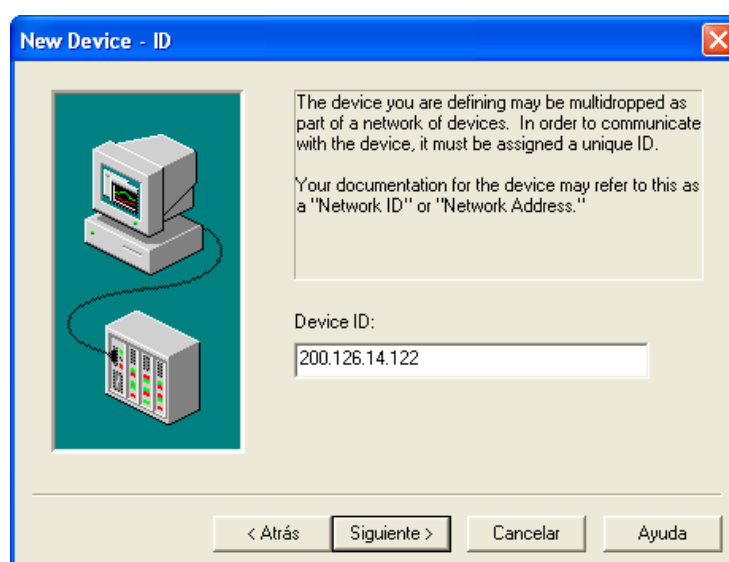 New Device - ID
The device you are defining may be multidropped as
part of a network of devices.  In order to communicate
with the device, it must be assigned a unique ID.
Your documentation for the device may refer to this as
a "Network ID" or "Network Address."
Device ID:
200.126.14.122
< Atrás
Siguiente >
Cancelar
Ayuda